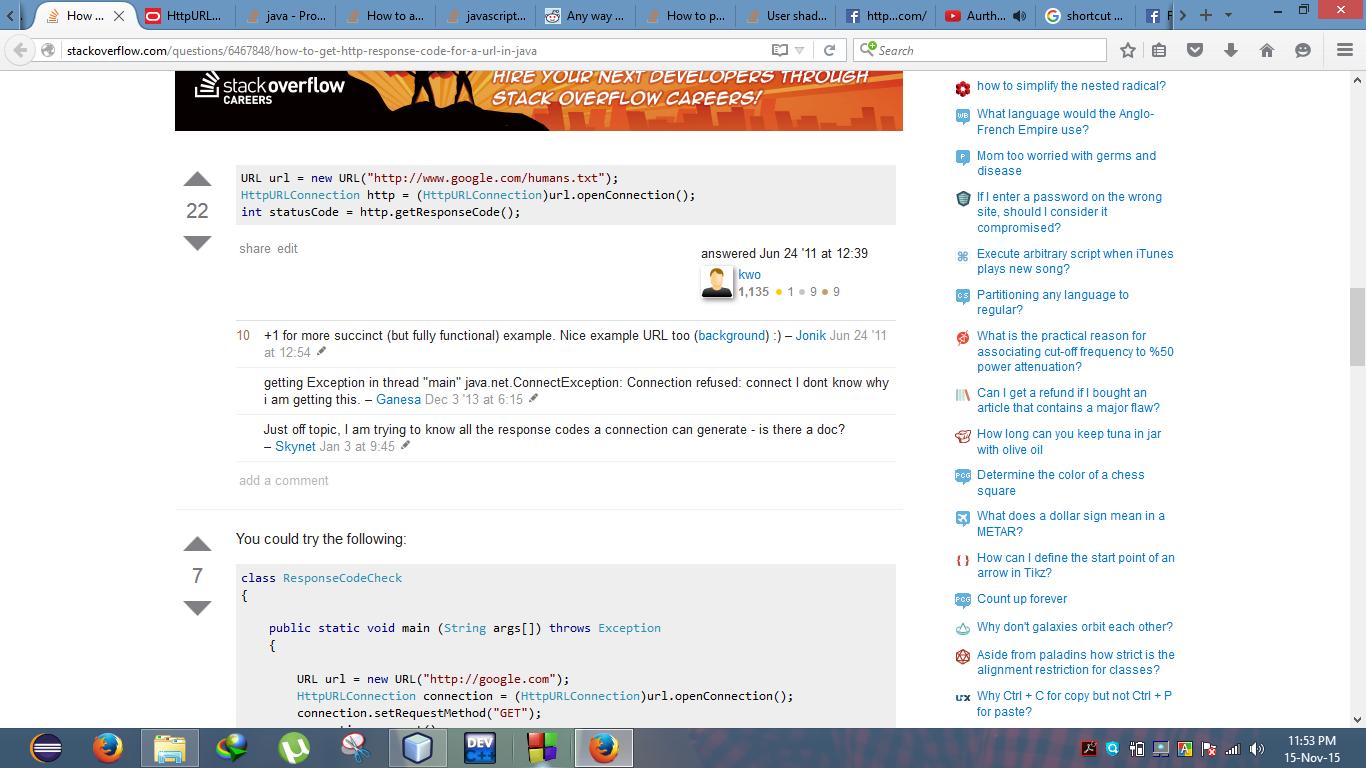 How ...
HttpURL...
java - Pro...
How to a...
javascript...
Any way ...
How to p...
User shad...
http...com/
Aurth...
shortcut ...
stackoverflow.com/questions/6467848/how-to-get-http-response-code-for-a-url-in-java
Search
stackoverflow
CAREERS
HIRE YOUR NEXT DEVELOPERS THROUGH
STACK OVERFLOW CAREERS!
22
URL url = new URL("http://www.google.com/humans.txt");
HttpURLConnection http = (HttpURLConnection)url.openConnection();
int statusCode = http.getResponseCode();
share edit
answered Jun 24 '11 at 12:39
kwo
1,135 1 9 9
10 +1 for more succinct (but fully functional) example. Nice example URL too (background) :) – Jonik Jun 24 '11
at 12:54
getting Exception in thread "main" java.net.ConnectException: Connection refused: connect I dont know why
i am getting this. – Ganesa Dec 3 '13 at 6:15
Just off topic, I am trying to know all the response codes a connection can generate - is there a doc?
– Skynet Jan 3 at 9:45
add a comment
7
You could try the following:
class ResponseCodeCheck
{
public static void main (String args[]) throws Exception
{
URL url = new URL("http://google.com");
HttpURLConnection connection = (HttpURLConnection)url.openConnection();
connection.setRequestMethod("GET");
how to simplify the nested radical?
What language would the Anglo-
French Empire use?
Mom too worried with germs and
disease
If I enter a password on the wrong
site, should I consider it
compromised?
Execute arbitrary script when iTunes
plays new song?
Partitioning any language to
regular?
What is the practical reason for
associating cut-off frequency to %50
power attenuation?
Can I get a refund if I bought an
article that contains a major flaw?
How long can you keep tuna in jar
with olive oil
Determine the color of a chess
square
What does a dollar sign mean in a
METAR?
How can I define the start point of an
arrow in Tikz?
Count up forever
Why don't galaxies orbit each other?
Aside from paladins how strict is the
alignment restriction for classes?
Why Ctrl + C for copy but not Ctrl + P
for paste?
DEV
11:53 PM
15-Nov-15